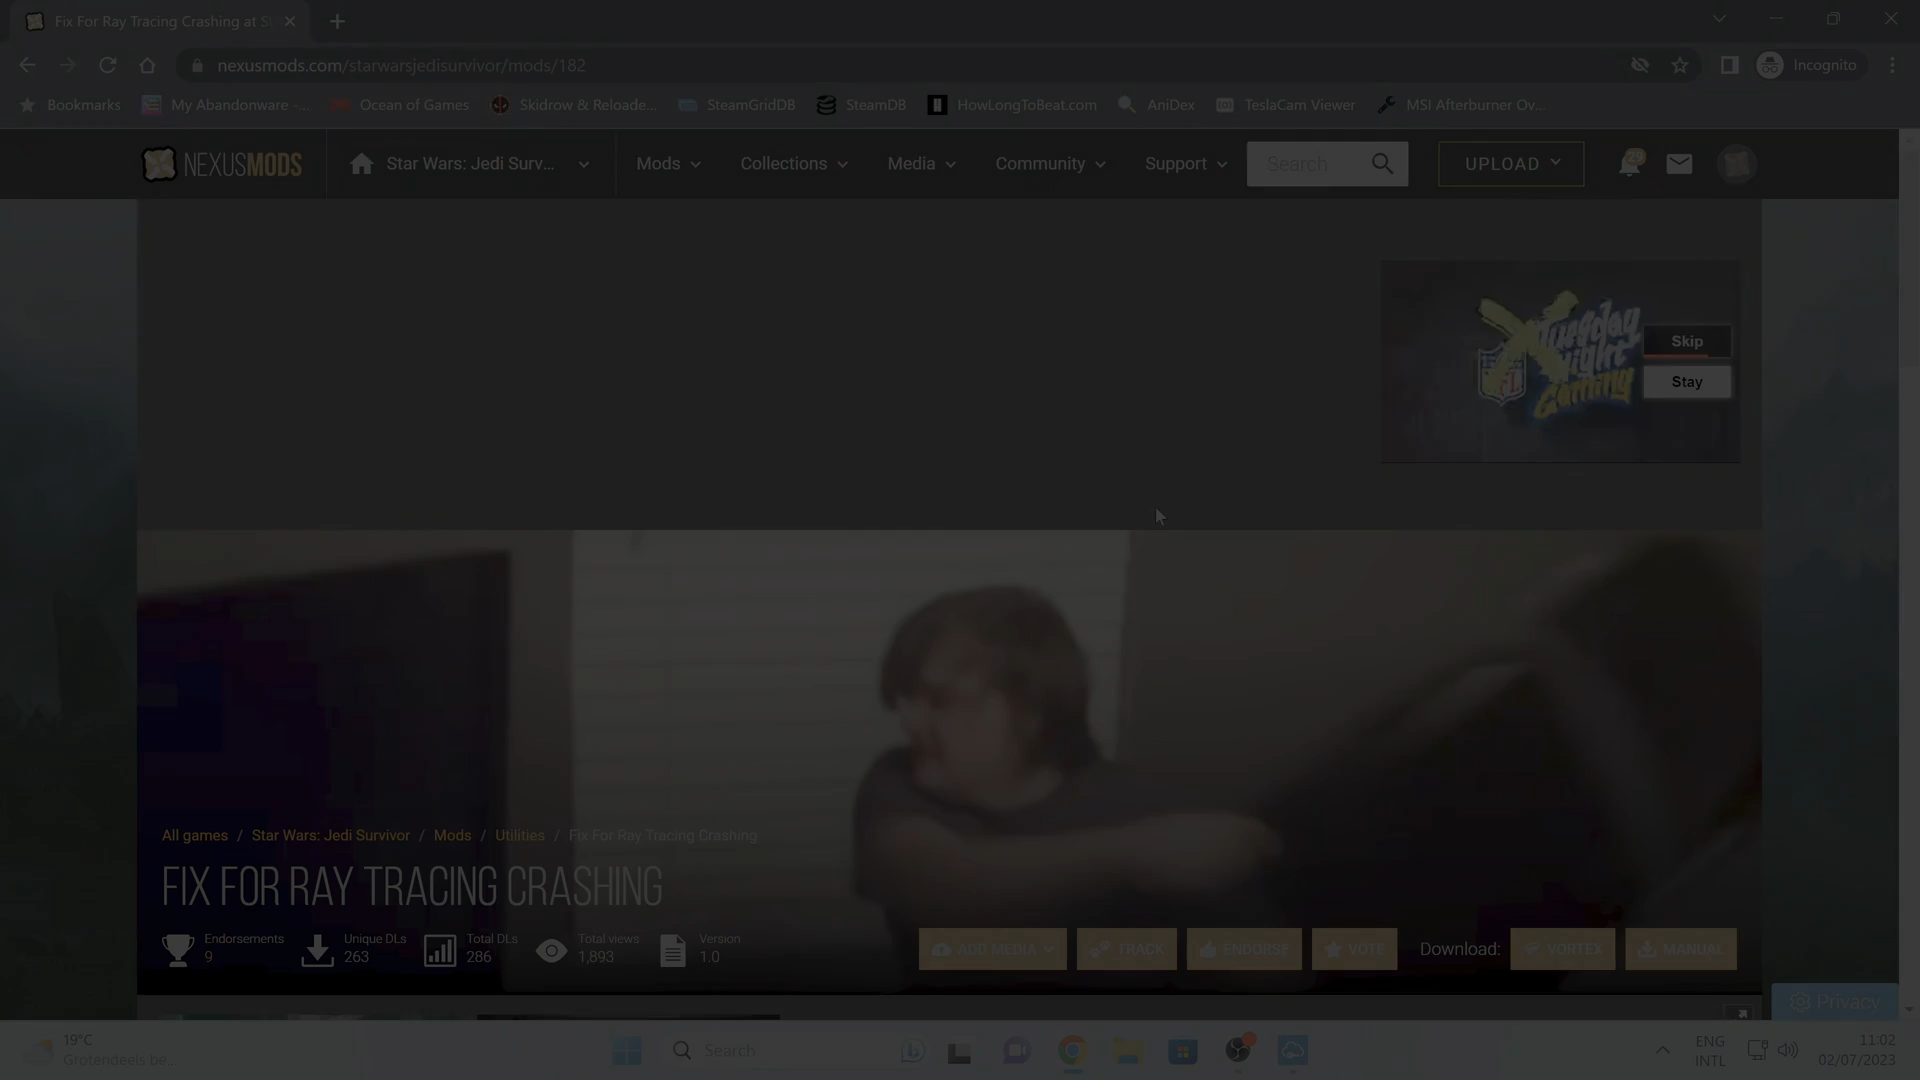 Fix For Ray Tracing Crashing at S
nexusmods.com/starwarsjedisurvivor/mods/182
Incognito
Bookmarks
My Abandonware -...
Ocean of Games
Skidrow & Reloade...
SteamGridDB
SteamDB
HowLongToBeat.com
AniDex
TeslaCam Viewer
MSI Afterburner Ov...
NEXUSMODS
Star Wars: Jedi Surv...
Mods
Collections
Media
Community
Support
Search
UPLOAD
29
Tuesday
Night
Gaming
NFL
Skip
Stay
All games / Star Wars: Jedi Survivor / Mods / Utilities / Fix For Ray Tracing Crashing
FIX FOR RAY TRACING CRASHING
Endorsements
9
Unique DLs
263
Total DLs
286
Total views
1,893
Version
1.0
ADD MEDIA
TRACK
ENDORSE
VOTE
Download:
VORTEX
MANUAL
Privacy
19°C
Grotendeels be...
Search
ENG
INTL
11:02
02/07/2023